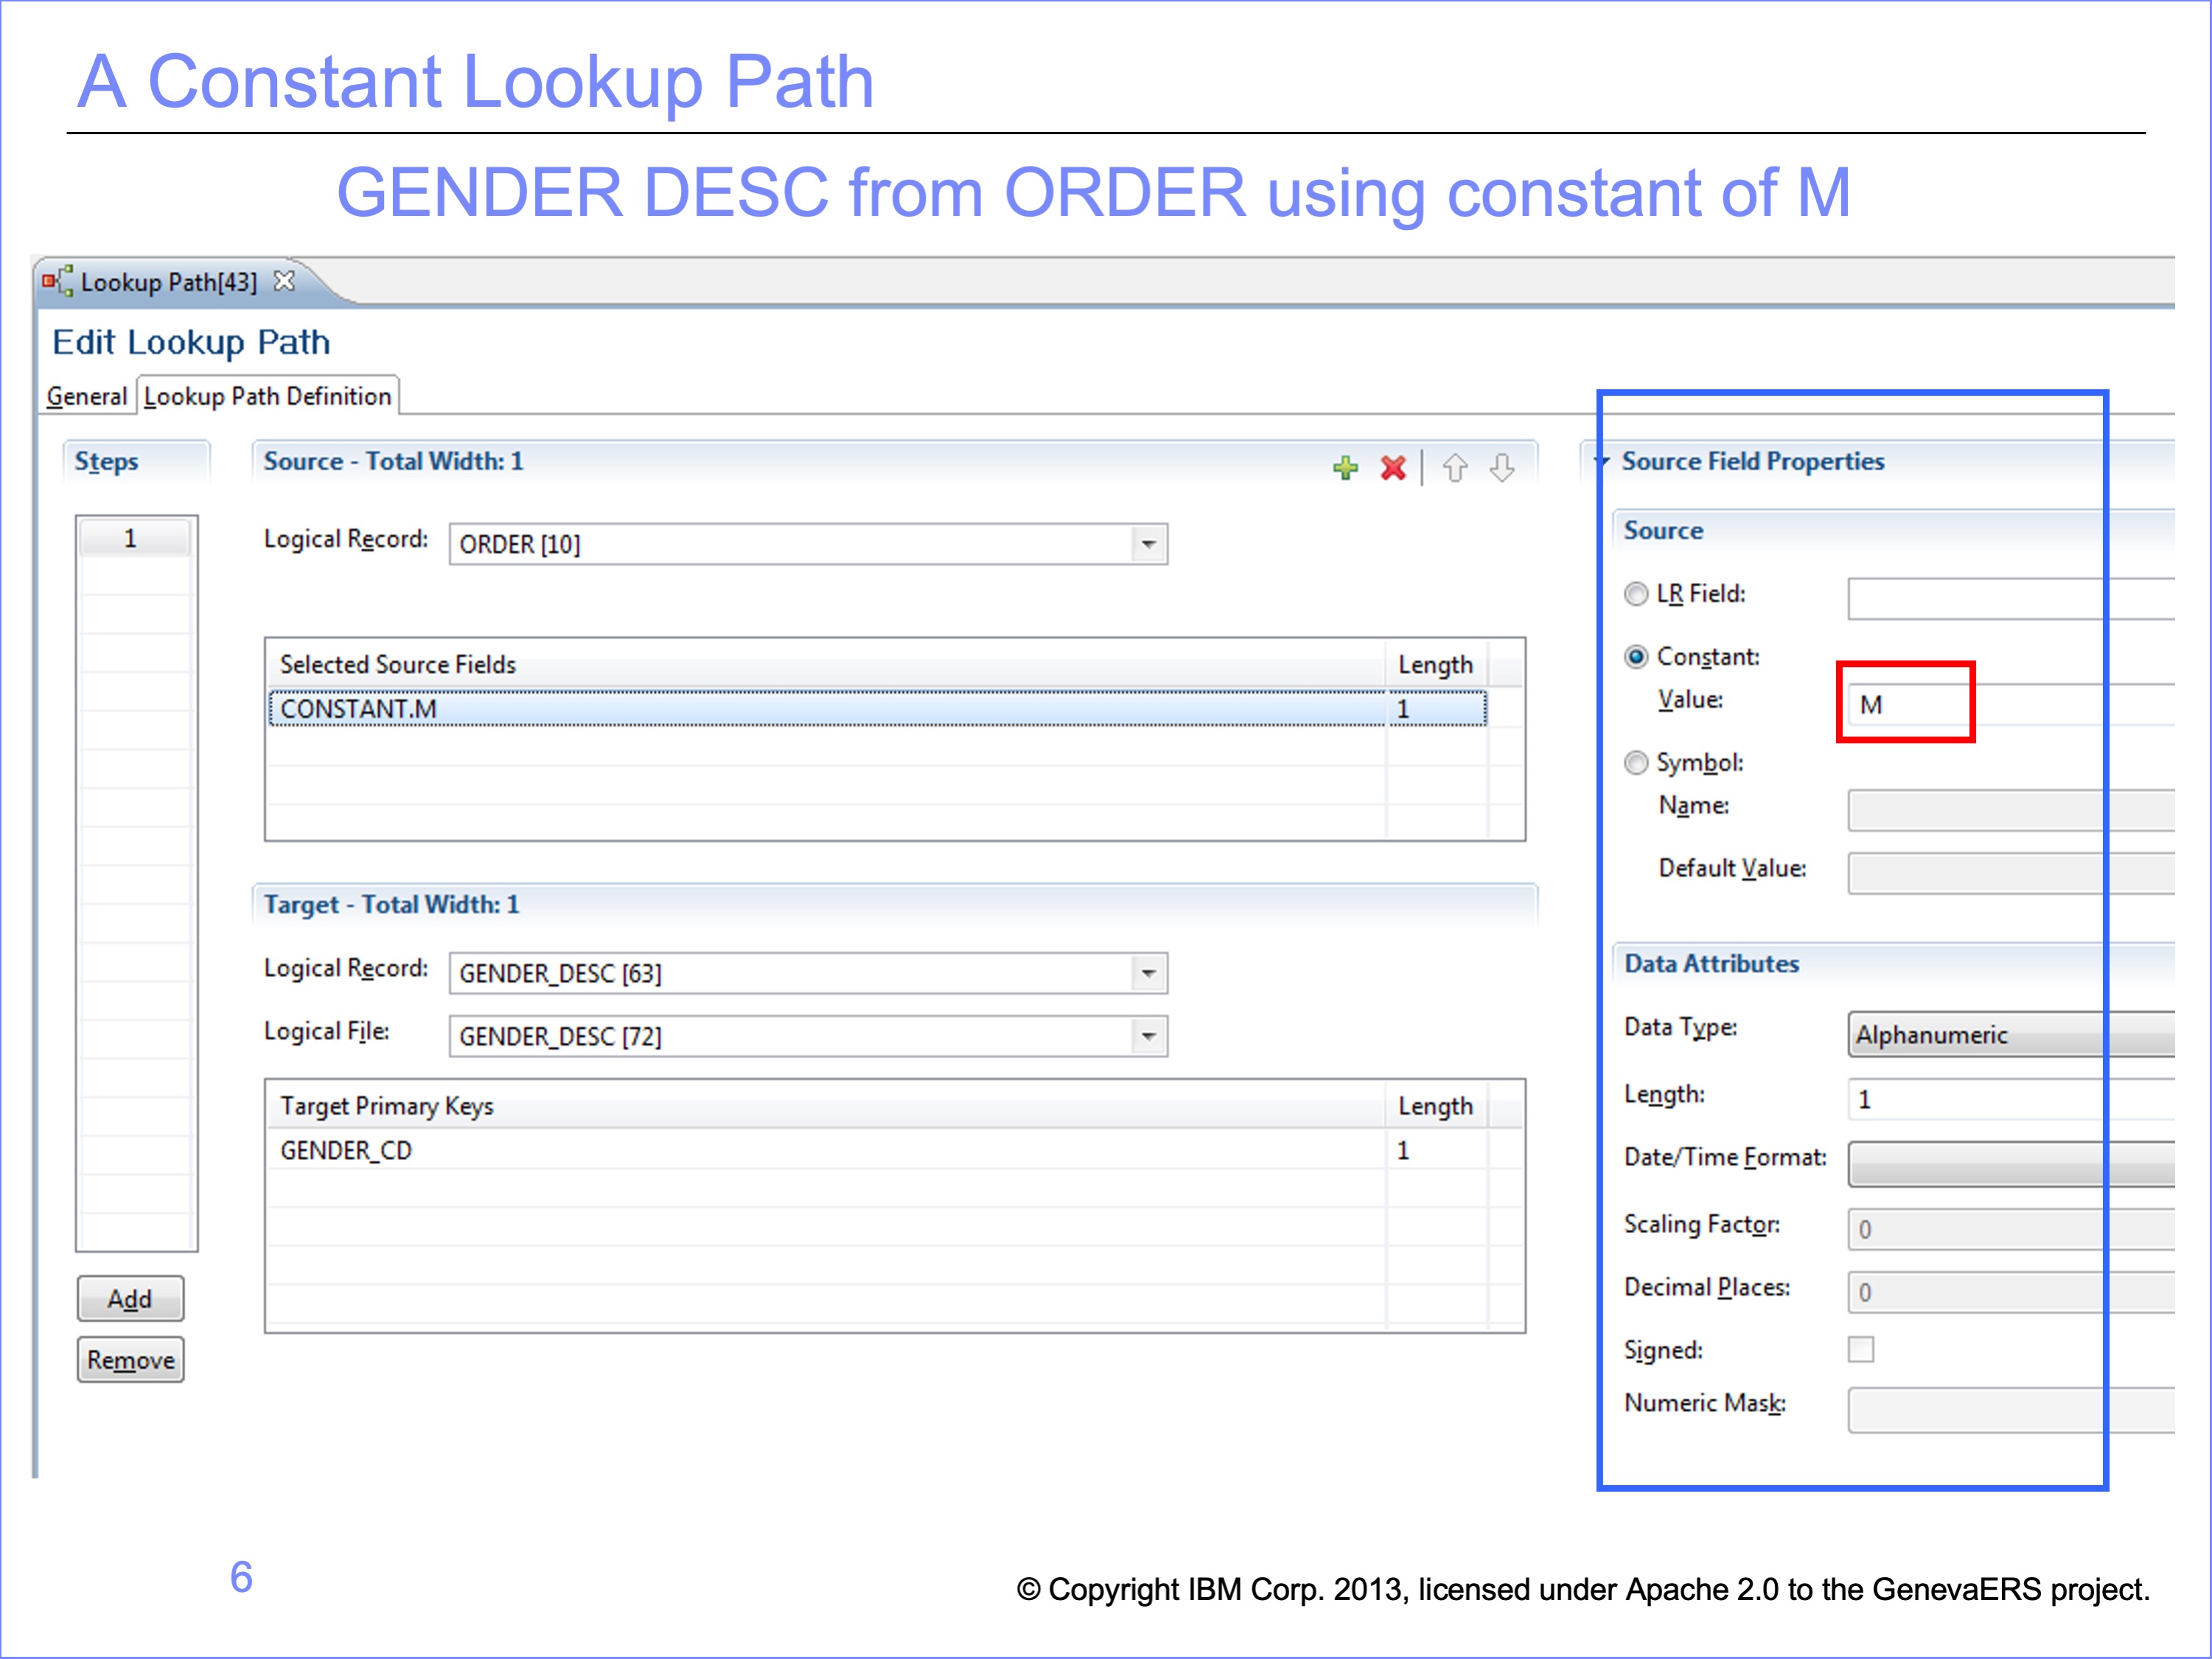 A Constant Lookup Path
GENDER DESC from ORDER using constant of M
Lookup Path[43]
Edit Lookup Path
General Lookup Path Definition
Steps
1
Add
Remove
Source - Total Width: 1
Logical Record: ORDER [10]
Selected Source Fields Length
CONSTANT.M 1
Target - Total Width: 1
Logical Record: GENDER_DESC [63]
Logical File: GENDER_DESC [72]
Target Primary Keys Length
GENDER_CD 1
Source Field Properties
Source
LR Field:
Constant:
Value: M
Symbol:
Name:
Default Value:
Data Attributes
Data Type: Alphanumeric
Length: 1
Date/Time Format:
Scaling Factor: 0
Decimal Places: 0
Signed:
Numeric Mask:
6
© Copyright IBM Corp. 2013, licensed under Apache 2.0 to the GenevaERS project.